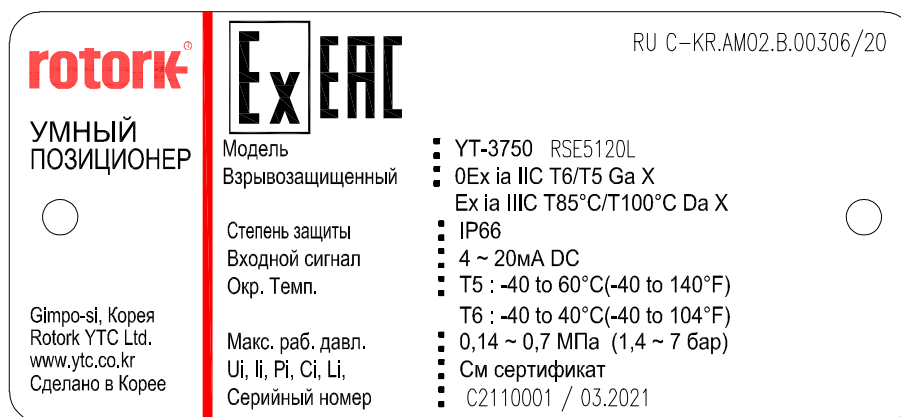 rotork®
УМНЫЙ
ПОЗИЦИОНЕР
Gimpo-si, Корея
Rotork YTC Ltd.
www.ytc.co.kr
Сделано в Корее
Ex EAC
RU C-KR.AM02.B.00306/20
Модель : YT-3750 RSE5120L
Взрывозащищенный : 0Ex ia IIC T6/T5 Ga X
Ex ia IIIC T85°C/T100°C Da X
Степень защиты : IP66
Входной сигнал : 4 ~ 20мА DC
Окр. Темп. : T5 : -40 to 60°C(-40 to 140°F)
T6 : -40 to 40°C(-40 to 104°F)
Макс. раб. давл. : 0,14 ~ 0,7 МПа (1,4 ~ 7 бар)
Ui, Ii, Pi, Ci, Li, : См сертификат
Серийный номер : C2110001 / 03.2021